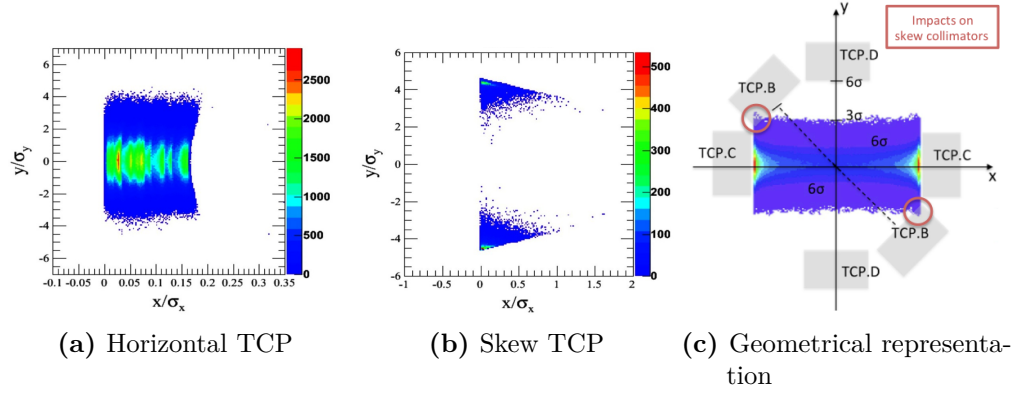 6
4
2
0
-2
-4
-6
y/σy
-0.1 -0.05 0 0.05 0.1 0.15 0.2 0.25 0.3 0.35
x/σx
2500
2000
1500
1000
500
0
6
4
2
0
-2
-4
-6
y/σy
-1 -0.5 0 0.5 1 1.5 2
x/σx
500
400
300
200
100
0
y
Impacts on
skew collimators
TCP.D
TCP.B
6σ
3σ
6σ
TCP.C
TCP.C
x
6σ
TCP.B
TCP.D
(a) Horizontal TCP
(b) Skew TCP
(c) Geometrical representa-
tion